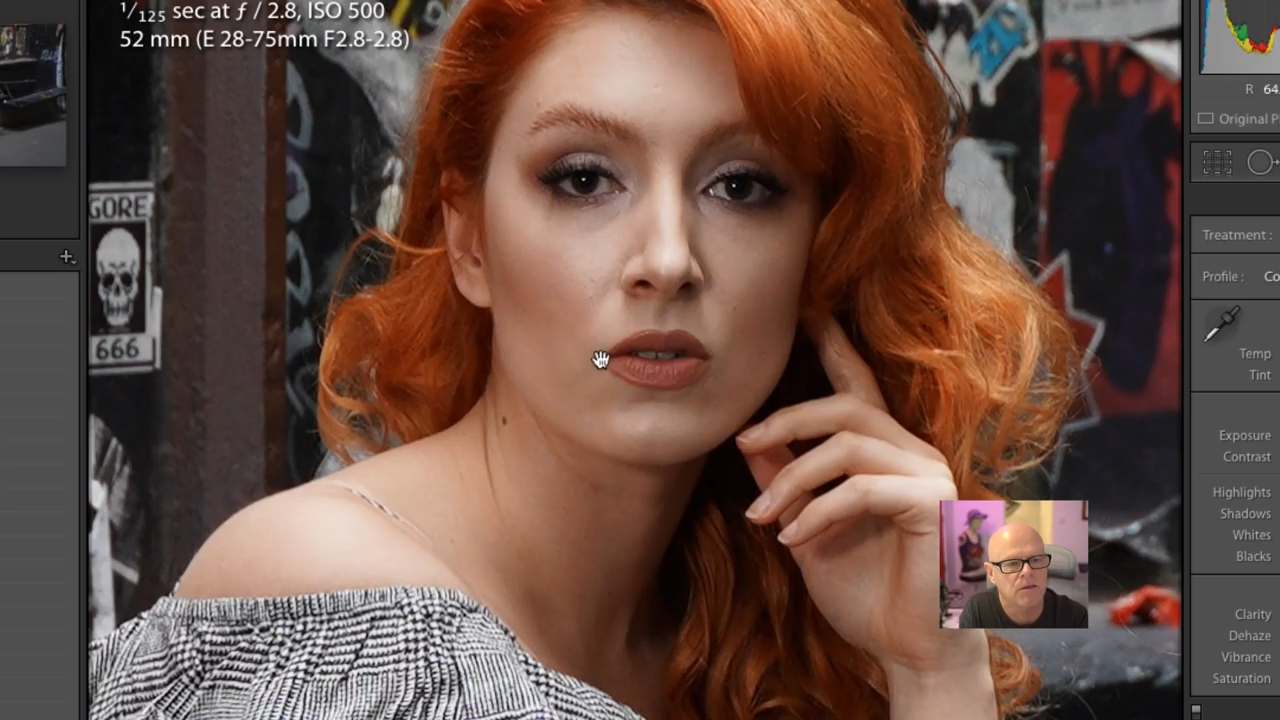 1/125 sec at ƒ / 2.8, ISO 500
52 mm (E 28-75mm F2.8-2.8)
GORE
666
R 64
Original P
Treatment :
Profile : Co
Temp
Tint
Exposure
Contrast
Highlights
Shadows
Whites
Blacks
Clarity
Dehaze
Vibrance
Saturation